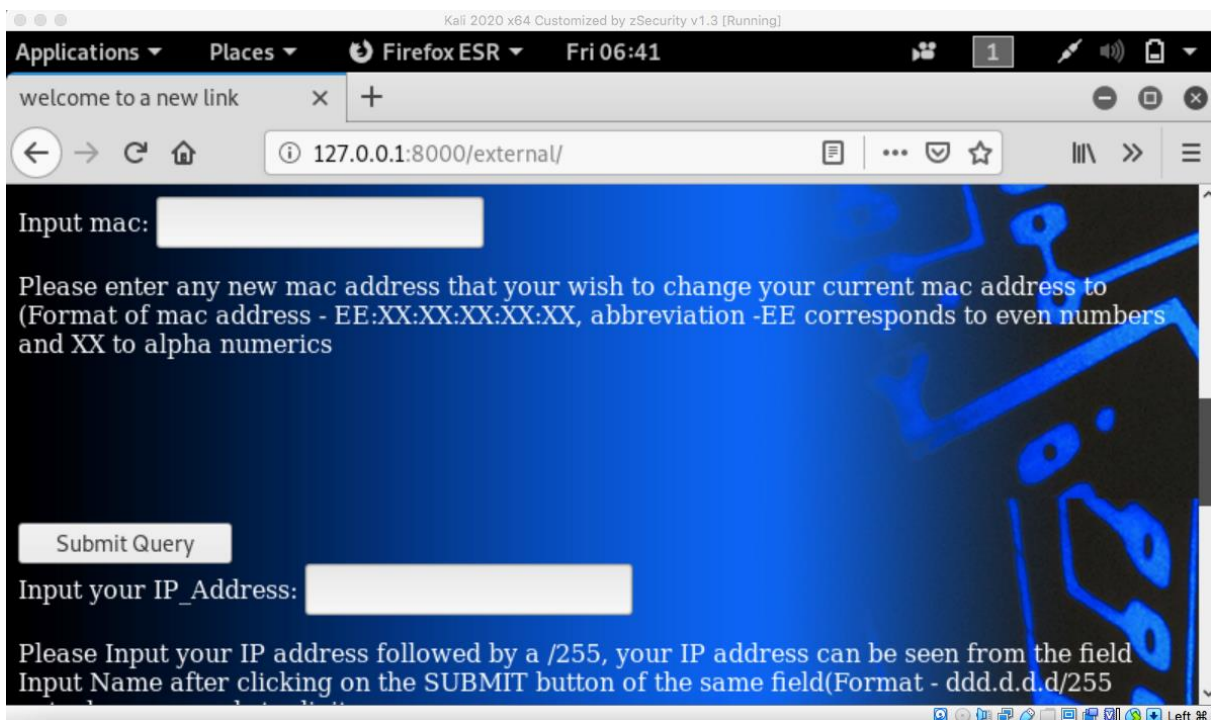 Kali 2020 x64 Customized by zSecurity v1.3 [Running]
Applications Places Firefox ESR Fri 06:41 1
welcome to a new link
127.0.0.1:8000/external/
Input mac:
Please enter any new mac address that your wish to change your current mac address to
(Format of mac address - EE:XX:XX:XX:XX:XX, abbreviation -EE corresponds to even numbers
and XX to alpha numerics
Submit Query
Input your IP_Address:
Please Input your IP address followed by a /255, your IP address can be seen from the field
Input Name after clicking on the SUBMIT button of the same field(Format - ddd.d.d.d/255
Left ⌘